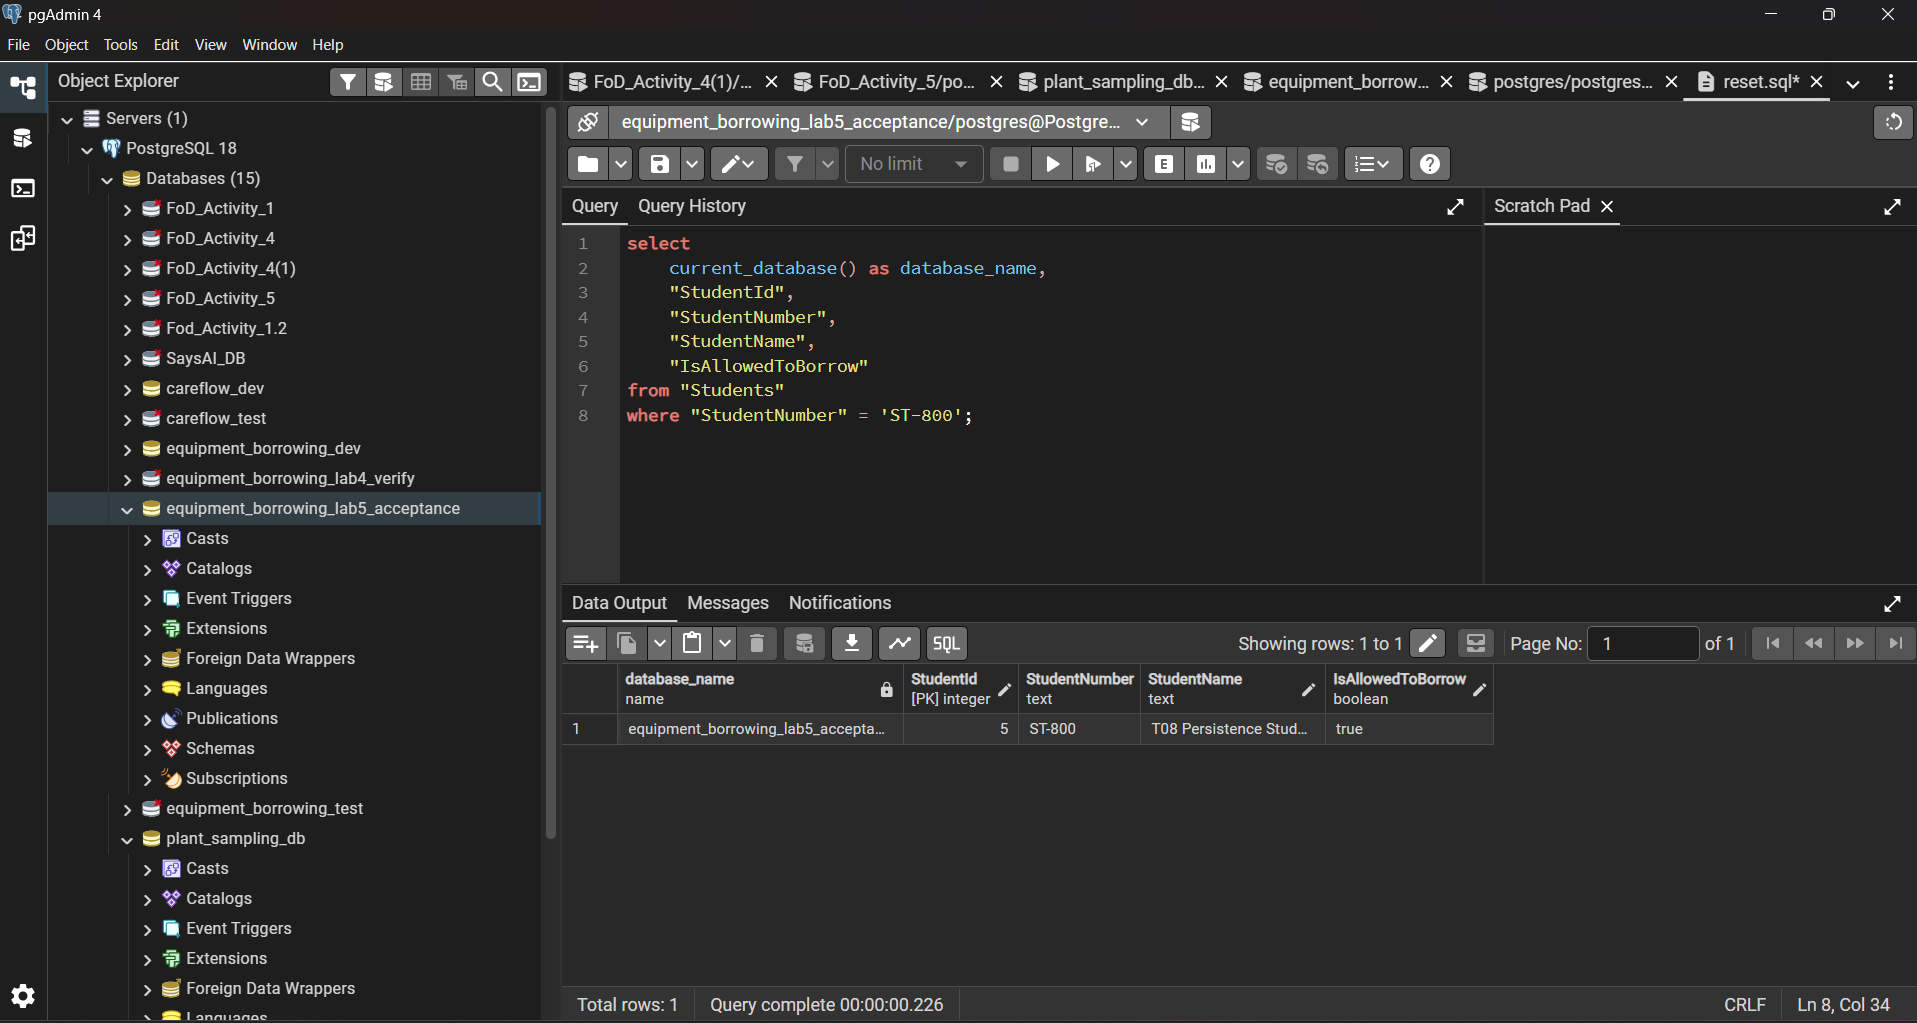 pgAdmin 4
File Object Tools Edit View Window Help
Object Explorer
FoD_Activity_4(1)/... FoD_Activity_5/po... plant_sampling_db... equipment_borrow... postgres/postgres... reset.sql*
Servers (1)
PostgreSQL 18
Databases (15)
FoD_Activity_1
FoD_Activity_4
FoD_Activity_4(1)
FoD_Activity_5
Fod_Activity_1.2
SaysAI_DB
careflow_dev
careflow_test
equipment_borrowing_dev
equipment_borrowing_lab4_verify
equipment_borrowing_lab5_acceptance
Casts
Catalogs
Event Triggers
Extensions
Foreign Data Wrappers
Languages
Publications
Schemas
Subscriptions
equipment_borrowing_test
plant_sampling_db
Casts
Catalogs
Event Triggers
Extensions
Foreign Data Wrappers
Languages
equipment_borrowing_lab5_acceptance/postgres@Postgre...
No limit
E
Query Query History
Scratch Pad
1 select
2 current_database() as database_name,
3 "StudentId",
4 "StudentNumber",
5 "StudentName",
6 "IsAllowedToBorrow"
7 from "Students"
8 where "StudentNumber" = 'ST-800';
Data Output Messages Notifications
SQL Showing rows: 1 to 1 Page No: 1 of 1
database_name StudentId StudentNumber StudentName IsAllowedToBorrow
name [PK] integer text text boolean
1 equipment_borrowing_lab5_accepta... 5 ST-800 T08 Persistence Stud... true
Total rows: 1 Query complete 00:00:00.226 CRLF Ln 8, Col 34